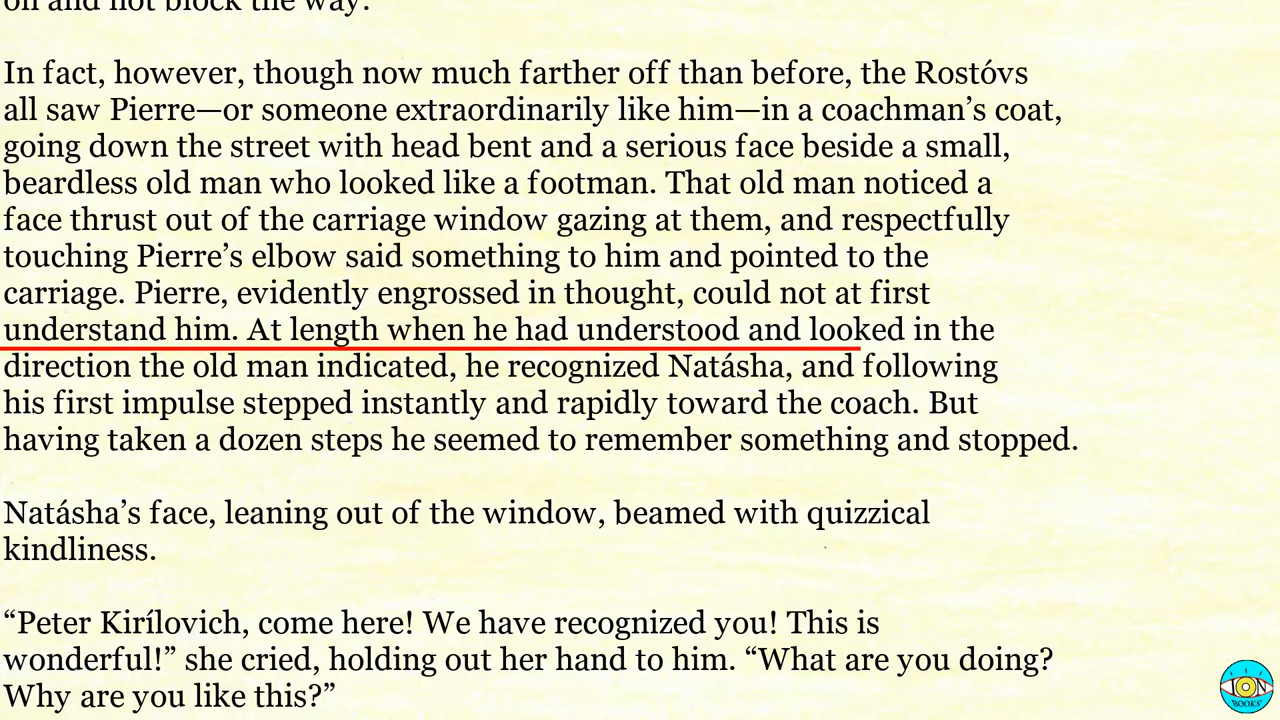 on and not block the way.
In fact, however, though now much farther off than before, the Rostóvs
all saw Pierre—or someone extraordinarily like him—in a coachman’s coat,
going down the street with head bent and a serious face beside a small,
beardless old man who looked like a footman. That old man noticed a
face thrust out of the carriage window gazing at them, and respectfully
touching Pierre’s elbow said something to him and pointed to the
carriage. Pierre, evidently engrossed in thought, could not at first
understand him. At length when he had understood and looked in the
direction the old man indicated, he recognized Natásha, and following
his first impulse stepped instantly and rapidly toward the coach. But
having taken a dozen steps he seemed to remember something and stopped.
Natásha’s face, leaning out of the window, beamed with quizzical
kindliness.
“Peter Kirílovich, come here! We have recognized you! This is
wonderful!” she cried, holding out her hand to him. “What are you doing?
Why are you like this?”
ION
BOOKS